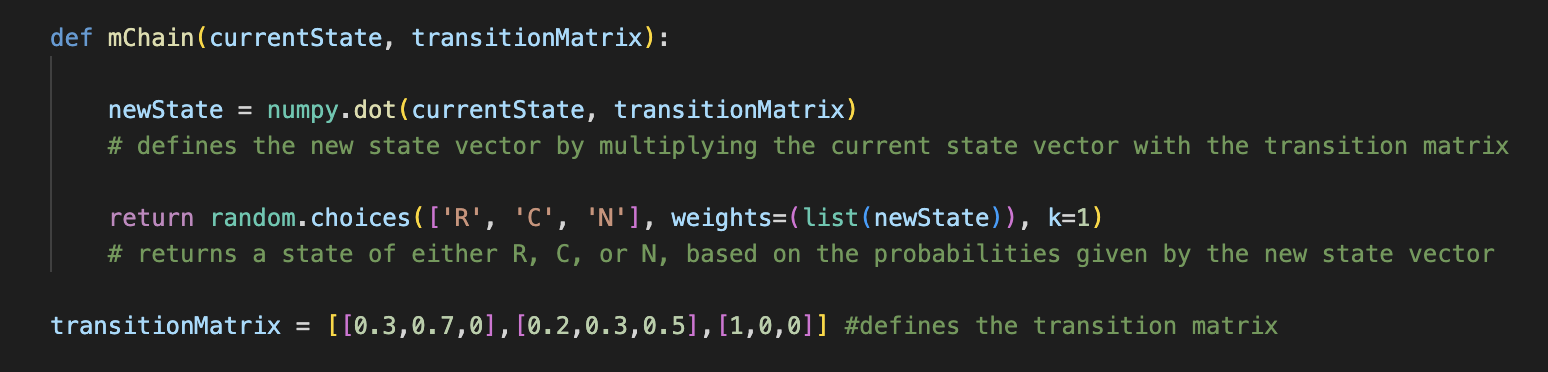 def mChain(currentState, transitionMatrix):
newState = numpy.dot(currentState, transitionMatrix)
# defines the new state vector by multiplying the current state vector with the transition matrix
return random.choices(['R', 'C', 'N'], weights=(list(newState)), k=1)
# returns a state of either R, C, or N, based on the probabilities given by the new state vector
transitionMatrix = [[0.3,0.7,0],[0.2,0.3,0.5],[1,0,0]] #defines the transition matrix